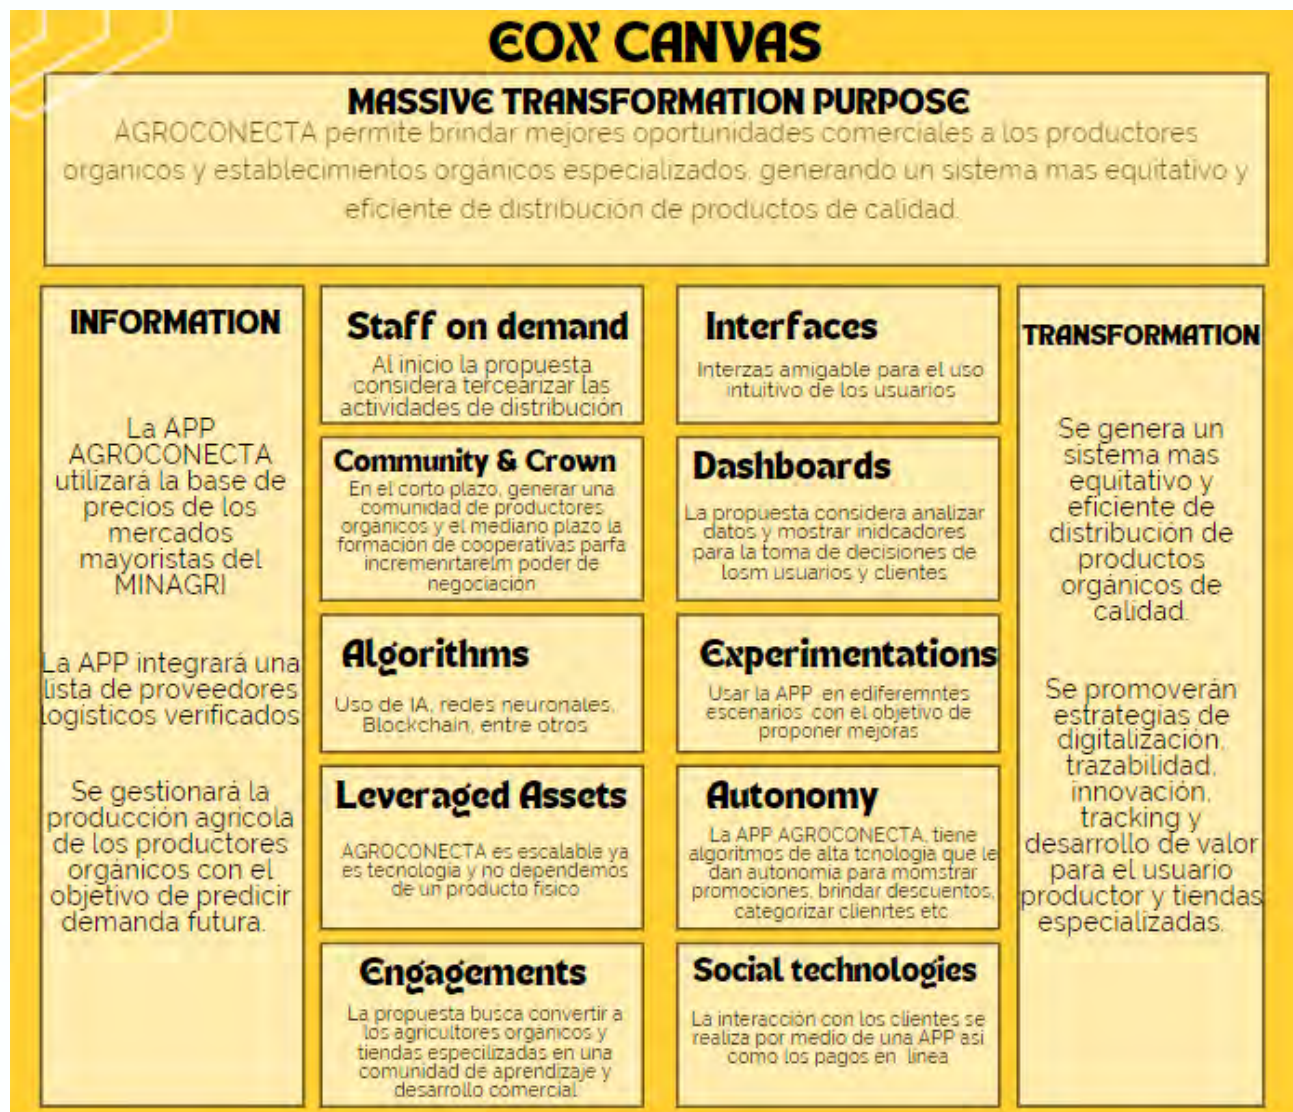 EOX CANVAS
MASSIVE TRANSFORMATION PURPOSE
AGROCONECTA permite brindar mejores oportunidades comerciales a los productores
orgánicos y establecimientos orgánicos especializados, generando un sistema mas equitativo y
eficiente de distribución de productos de calidad.
INFORMATION
La APP
AGROCONECTA
utilizará la base de
precios de los
mercados
mayoristas del
MINAGRI
La APP integrará una
lista de proveedores
logísticos verificados
Se gestionará la
producción agrícola
de los productores
orgánicos con el
objetivo de predicir
demanda futura.
Staff on demand
Al inicio la propuesta
considera tercearizar las
actividades de distribución
Community & Crown
En el corto plazo, generar una
comunidad de productores
orgánicos y el mediano plazo la
formación de cooperativas parfa
incremenrtarelm poder de
negociación
Algorithms
Uso de IA, redes neuronales,
Blockchain, entre otros
Leveraged Assets
AGROCONECTA es escalable ya
es tecnología y no dependemos
de un producto físico
Engagements
La propuesta busca convertir a
los agricultores orgánicos y
tiendas especilizadas en una
comunidad de aprendizaje y
desarrollo comercial
Interfaces
Interzas amigable para el uso
intuitivo de los usuarios
Dashboards
La propuesta considera analizar
datos y mostrar inidcadores
para la toma de decisiones de
losm usuarios y clientes
Experimentations
Usar la APP en ediferemntes
escenarios con el objetivo de
proponer mejoras
Autonomy
La APP AGROCONECTA, tiene
algoritmos de alta tcnología que le
dan autonomía para momstrar
promociones, brindar descuentos,
categorizar clienrtes etc
Social technologies
La interacción con los clientes se
realiza por medio de una APP asi
como los pagos en línea
TRANSFORMATION
Se genera un
sistema mas
equitativo y
eficiente de
distribución de
productos
orgánicos de
calidad.
Se promoverán
estrategias de
digitalización,
trazabilidad,
innovación,
tracking y
desarrollo de valor
para el usuario
productor y tiendas
especializadas.